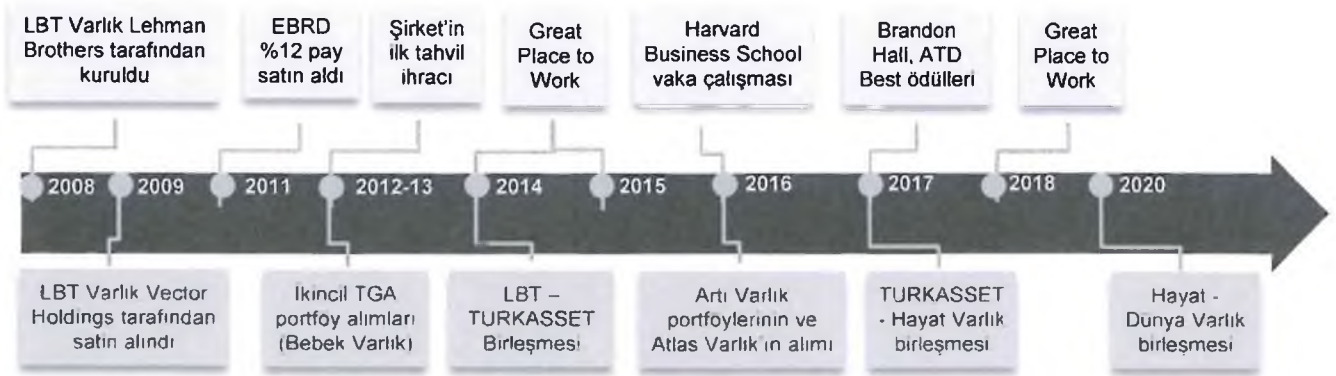 LBT Varlık Lehman
Brothers tarafından
kuruldu
EBRD
%12 pay
satın aldı
Şirket'in
ilk tahvil
ihracı
Great
Place to
Work
Harvard
Business School
vaka çalışması
Brandon
Hall, ATD
Best ödülleri
Great
Place to
Work
2008
2009
2011
2012-13
2014
2015
2016
2017
2018
2020
LBT Varlık Vector
Holdings tarafından
satın alındı
İkincil TGA
portföy alımları
(Bebek Varlık)
LBT –
TURKASSET
Birleşmesi
Artı Varlık
portföylerinin ve
Atlas Varlık'ın alımı
TURKASSET
- Hayat Varlık
birleşmesi
Hayat -
Dünya Varlık
birleşmesi